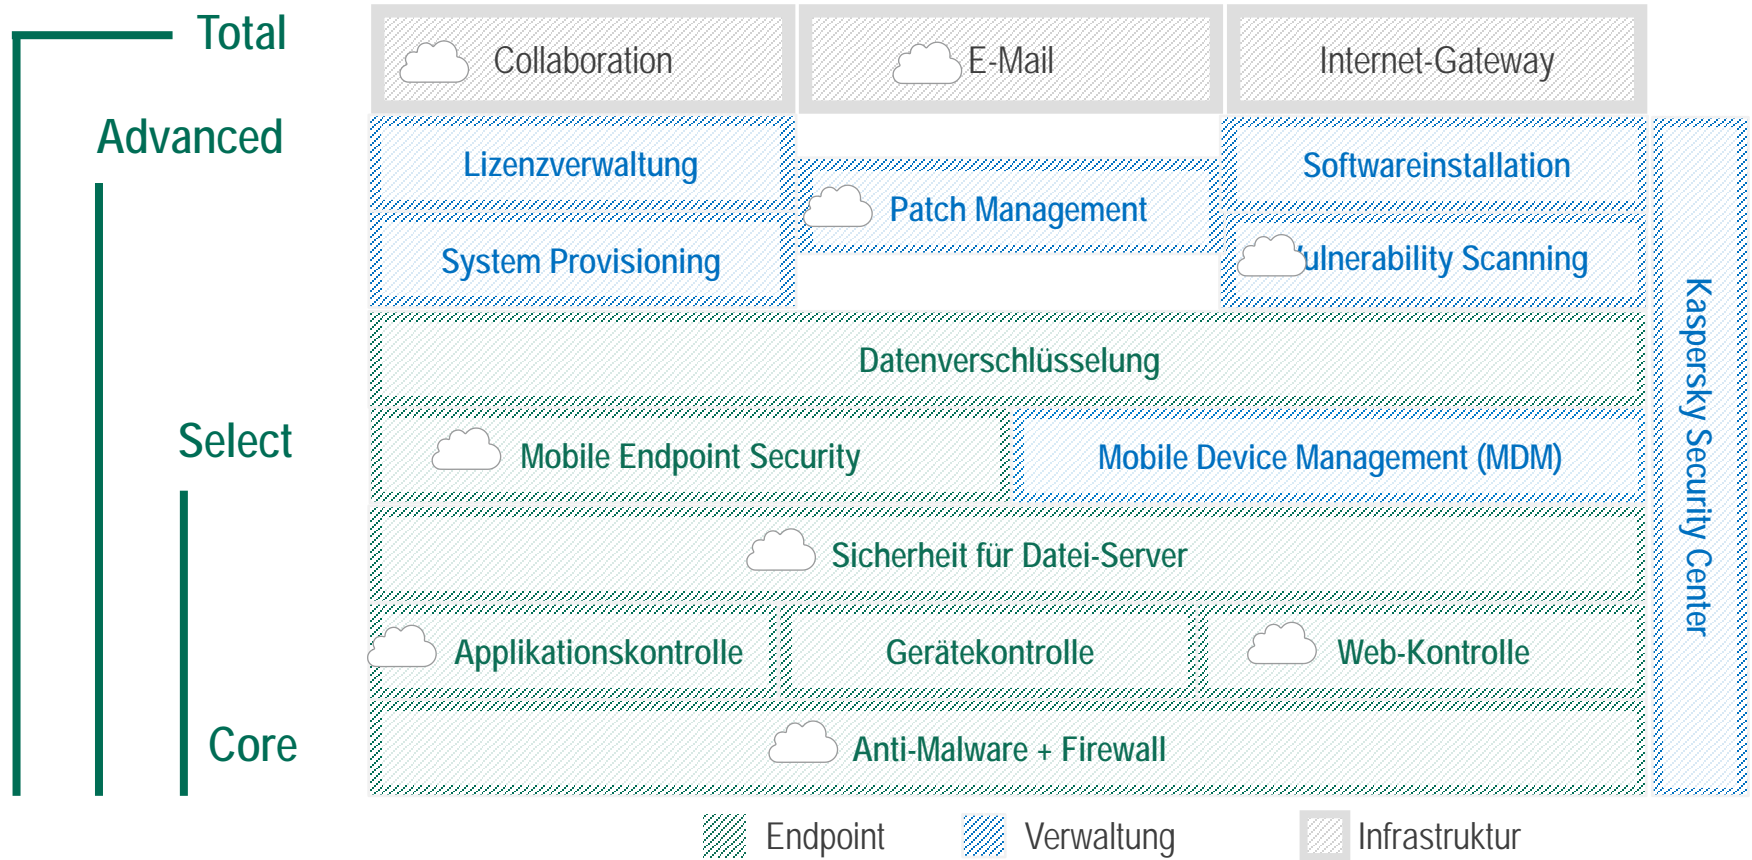 Total
Collaboration
E-Mail
Internet-Gateway
Advanced
Lizenzverwaltung
Patch Management
Softwareinstallation
System Provisioning
ulnerability Scanning
Datenverschlüsselung
Select
Mobile Endpoint Security
Mobile Device Management (MDM)
Sicherheit für Datei-Server
Applikationskontrolle
Gerätekontrolle
Web-Kontrolle
Core
Anti-Malware + Firewall
Kaspersky Security Center
Endpoint
Verwaltung
Infrastruktur